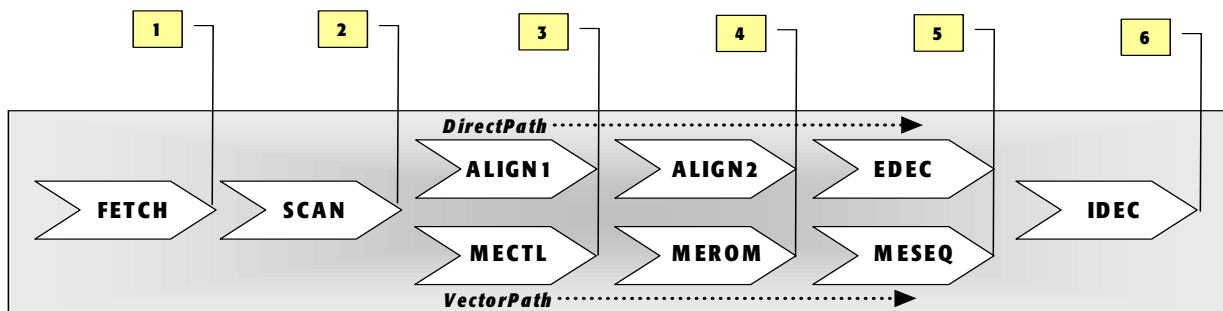 1 2 3 4 5 6
DirectPath
ALIGN1 ALIGN2 EDEC
FETCH SCAN IDEC
MECTL MEROM MESEQ
VectorPath